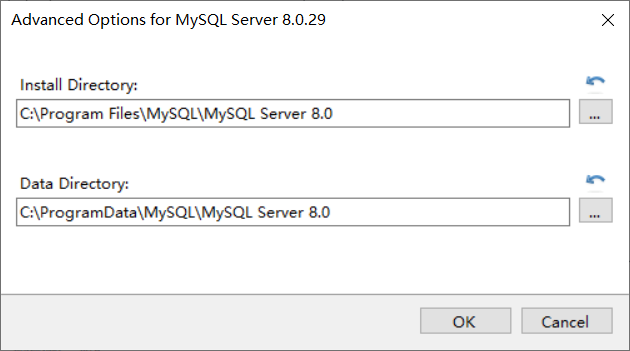 Advanced Options for MySQL Server 8.0.29
Install Directory:
C:\Program Files\MySQL\MySQL Server 8.0
...
Data Directory:
C:\ProgramData\MySQL\MySQL Server 8.0
...
OK
Cancel